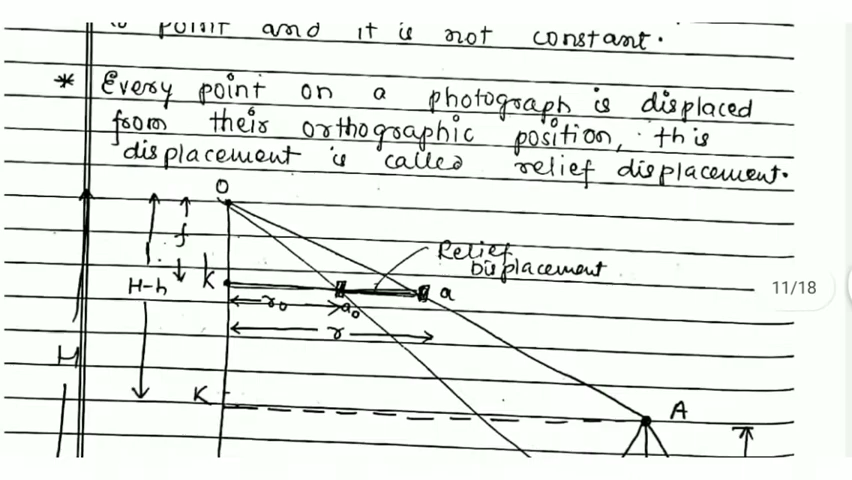 to point and it is not constant.
* Every point on a photograph is displaced
from their orthographic position, this
displacement is called relief displacement.
O
f
Relief
Displacement
k
a
11/18
H-h
r₀
a₀
r
H
K
A